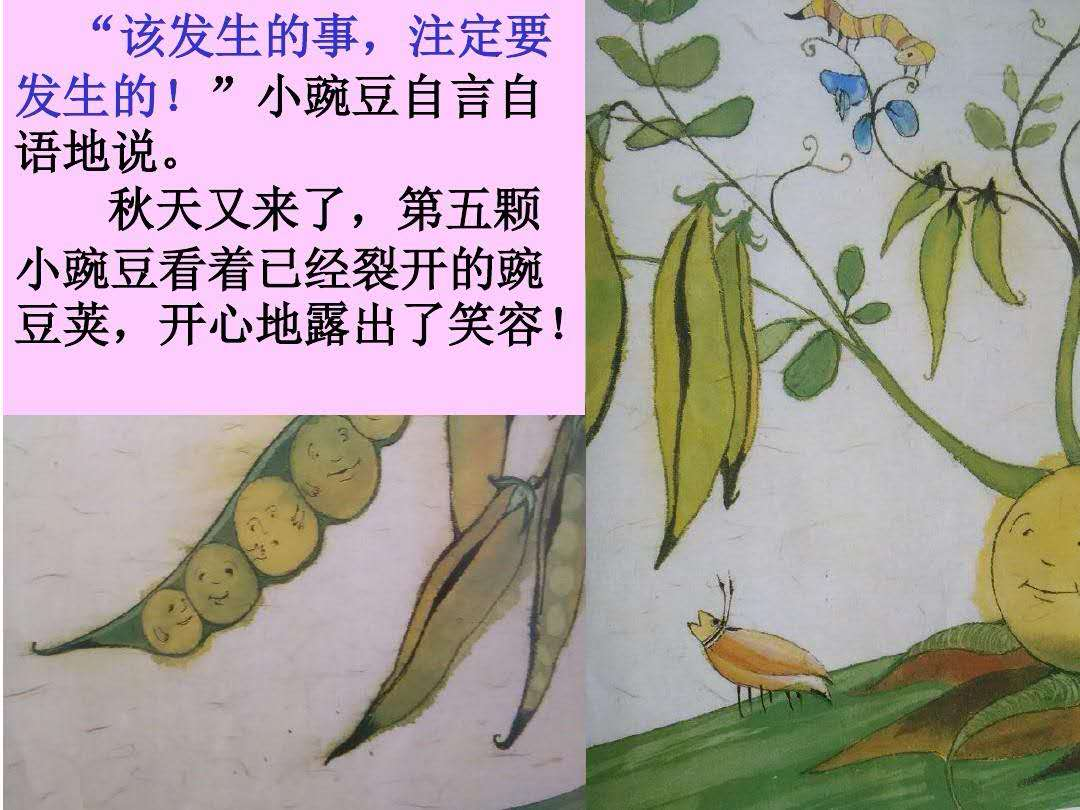 “该发生的事，注定要
发生的！”小豌豆自言自
语地说。
秋天又来了，第五颗
小豌豆看着已经裂开的豌
豆荚，开心地露出了笑容！